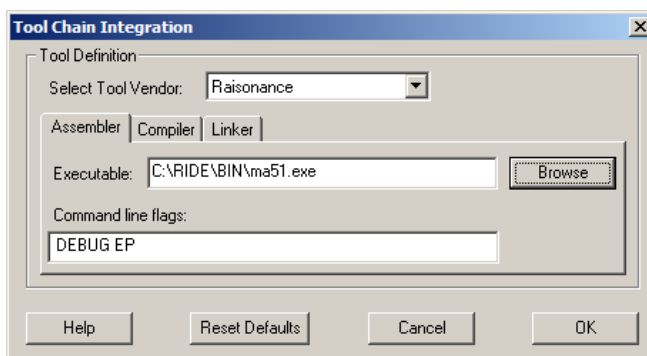 Tool Chain Integration
Tool Definition
Select Tool Vendor: Raisonance
Assembler Compiler Linker
Executable: C:\RIDE\BIN\ma51.exe Browse
Command line flags:
DEBUG EP
Help Reset Defaults Cancel OK